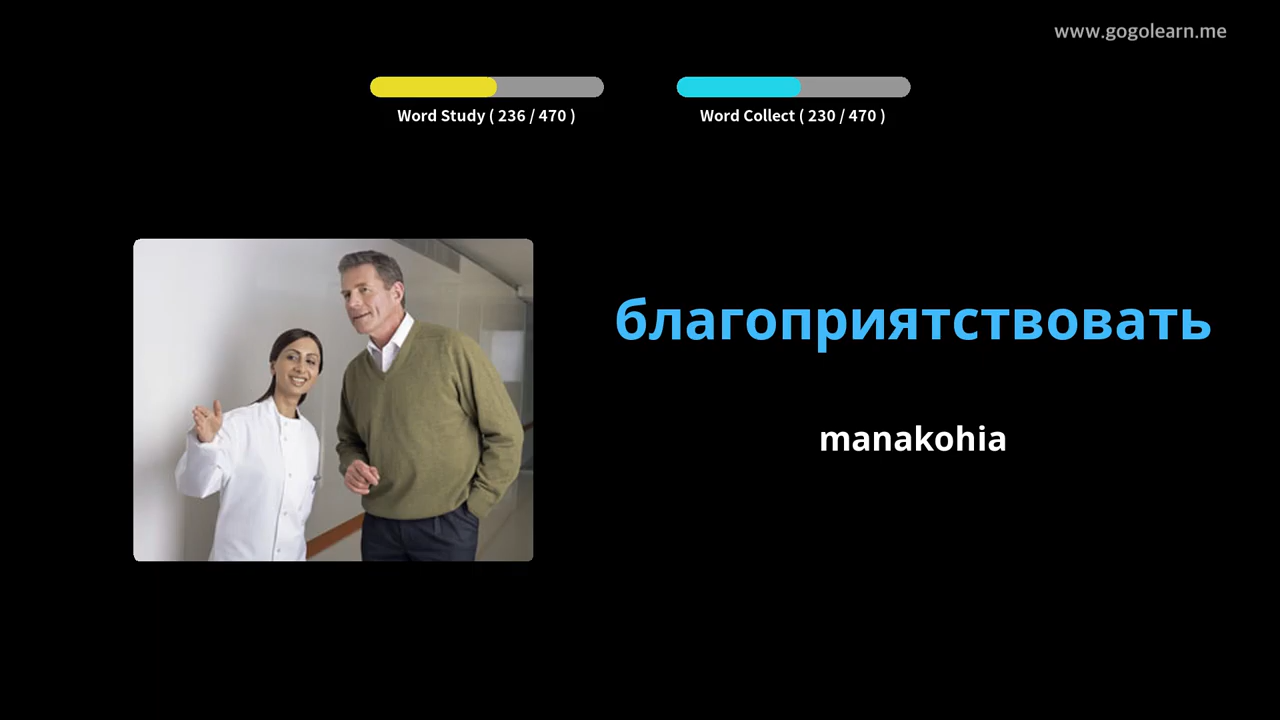 www.gogolearn.me
Word Study ( 236 / 470 )
Word Collect ( 230 / 470 )
благоприятствовать
manakohia